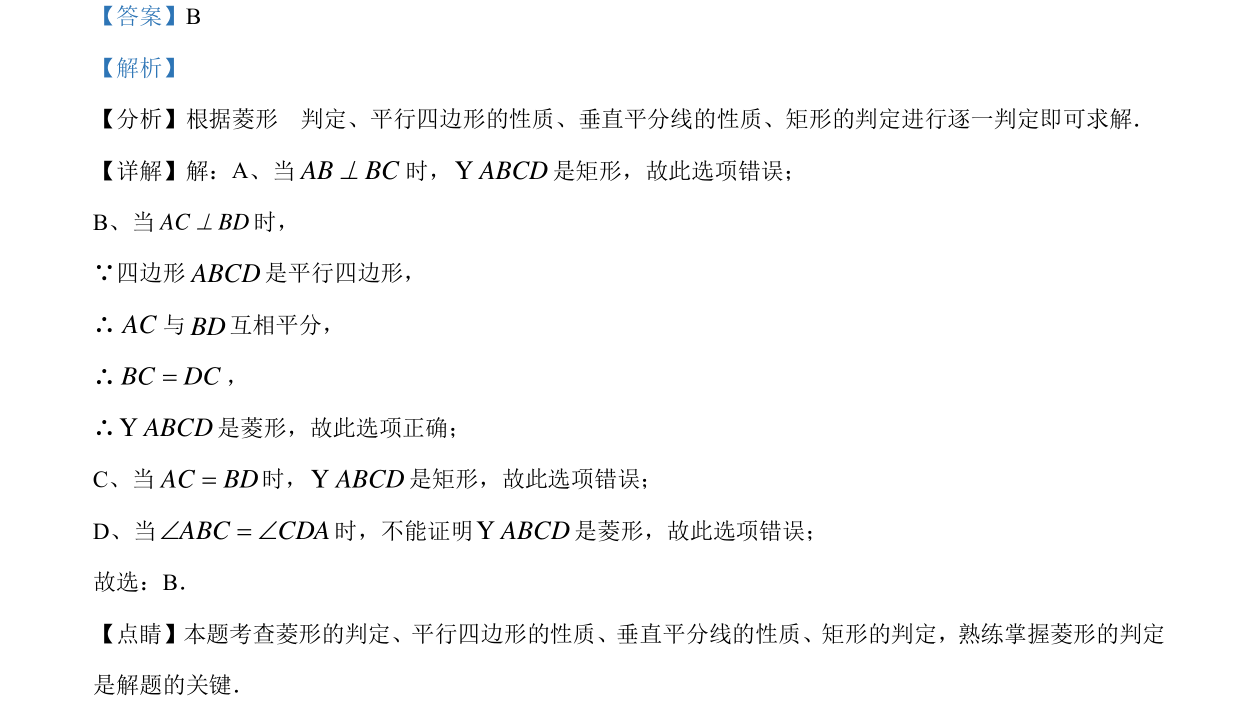 【答案】B
【解析】
【分析】根据菱形 判定、平行四边形的性质、垂直平分线的性质、矩形的判定进行逐一判定即可求解．
【详解】解：A、当 AB ⊥ BC 时，Y ABCD 是矩形，故此选项错误；
B、当 AC ⊥ BD 时，
∵四边形 ABCD 是平行四边形，
∴ AC 与 BD 互相平分，
∴ BC = DC ，
∴ Y ABCD 是菱形，故此选项正确；
C、当 AC = BD 时，Y ABCD 是矩形，故此选项错误；
D、当 ∠ABC = ∠CDA 时，不能证明 Y ABCD 是菱形，故此选项错误；
故选：B．
【点睛】本题考查菱形的判定、平行四边形的性质、垂直平分线的性质、矩形的判定，熟练掌握菱形的判定
是解题的关键．